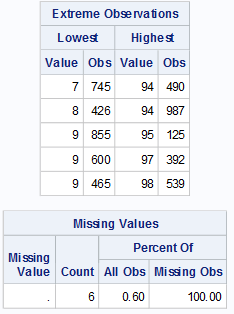 Extreme Observations
Lowest Highest
Value Obs Value Obs
7 745 94 490
8 426 94 987
9 855 95 125
9 600 97 392
9 465 98 539
Missing Values
Missing Value Count Percent Of
All Obs Missing Obs
. 6 0.60 100.00